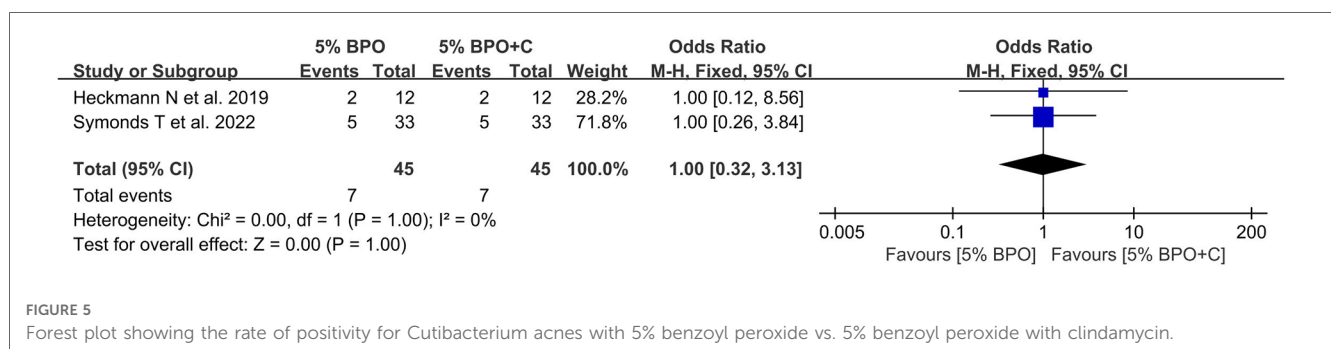 5% BPO 5% BPO+C Odds Ratio Odds Ratio
Study or Subgroup Events Total Events Total Weight M-H, Fixed, 95% CI M-H, Fixed, 95% CI
Heckmann N et al. 2019 2 12 2 12 28.2% 1.00 [0.12, 8.56]
Symonds T et al. 2022 5 33 5 33 71.8% 1.00 [0.26, 3.84]
Total (95% CI) 45 45 100.0% 1.00 [0.32, 3.13]
Total events 7 7
Heterogeneity: Chi² = 0.00, df = 1 (P = 1.00); I² = 0%
Test for overall effect: Z = 0.00 (P = 1.00)
0.005 0.1 1 10 200
Favours [5% BPO] Favours [5% BPO+C]
FIGURE 5
Forest plot showing the rate of positivity for Cutibacterium acnes with 5% benzoyl peroxide vs. 5% benzoyl peroxide with clindamycin.